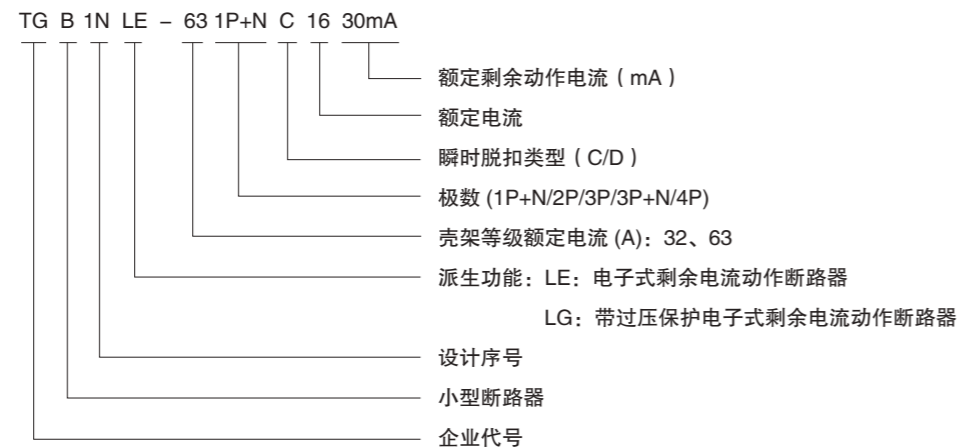 TG B 1N LE – 63 1P+N C 16 30mA
额定剩余动作电流（mA）
额定电流
瞬时脱扣类型（C/D）
极数 (1P+N/2P/3P/3P+N/4P)
壳架等级额定电流 (A)：32、63
派生功能：LE：电子式剩余电流动作断路器
LG：带过压保护电子式剩余电流动作断路器
设计序号
小型断路器
企业代号